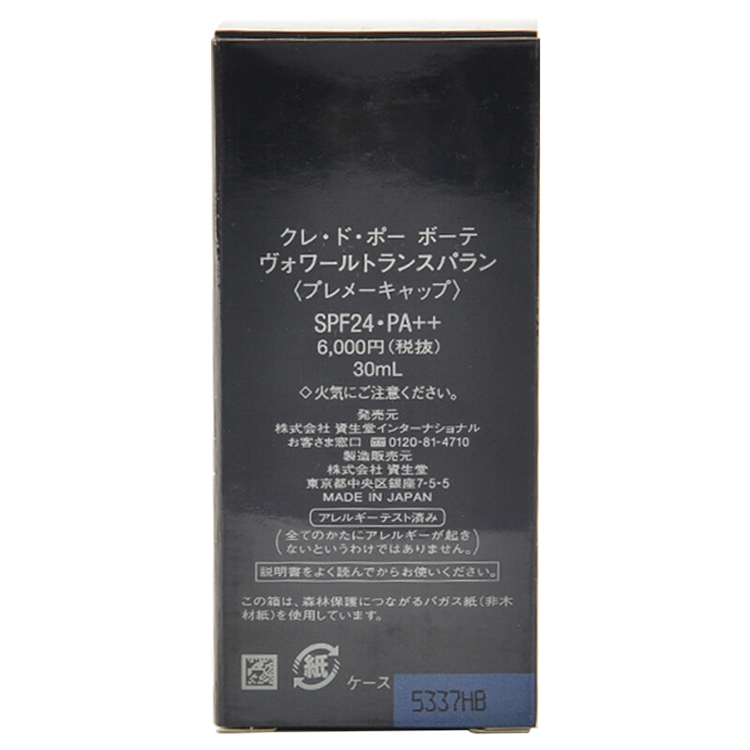 クレ・ド・ポー ボーテ
ヴォワールトランスパラン
〈プレメーキャップ〉
SPF24・PA++
6,000円(税抜)
30mL
◇火気にご注意ください。
発売元
株式会社 資生堂インターナショナル
お客さま窓口 0120-81-4710
製造販売元
株式会社 資生堂
東京都中央区銀座7-5-5
MADE IN JAPAN
アレルギーテスト済み
(全てのかたにアレルギーが起き
ないというわけではありません。)
説明書をよく読んでからお使いください。
この箱は、森林保護につながるバガス紙(非木
材紙)を使用しています。
紙 ケース
5337HB